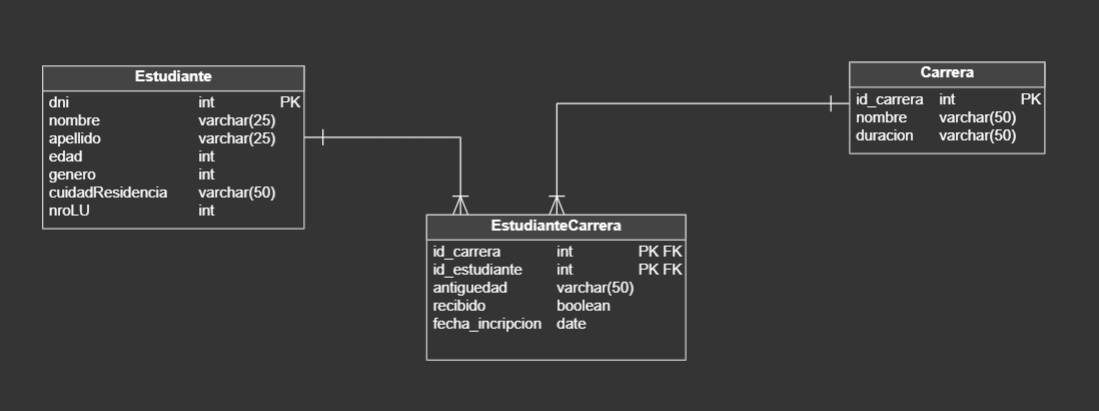 Estudiante
dni int PK
nombre varchar(25)
apellido varchar(25)
edad int
genero int
cuidadResidencia varchar(50)
nroLU int
Carrera
id_carrera int PK
nombre varchar(50)
duracion varchar(50)
EstudianteCarrera
id_carrera int PK FK
id_estudiante int PK FK
antiguedad varchar(50)
recibido boolean
fecha_incripcion date